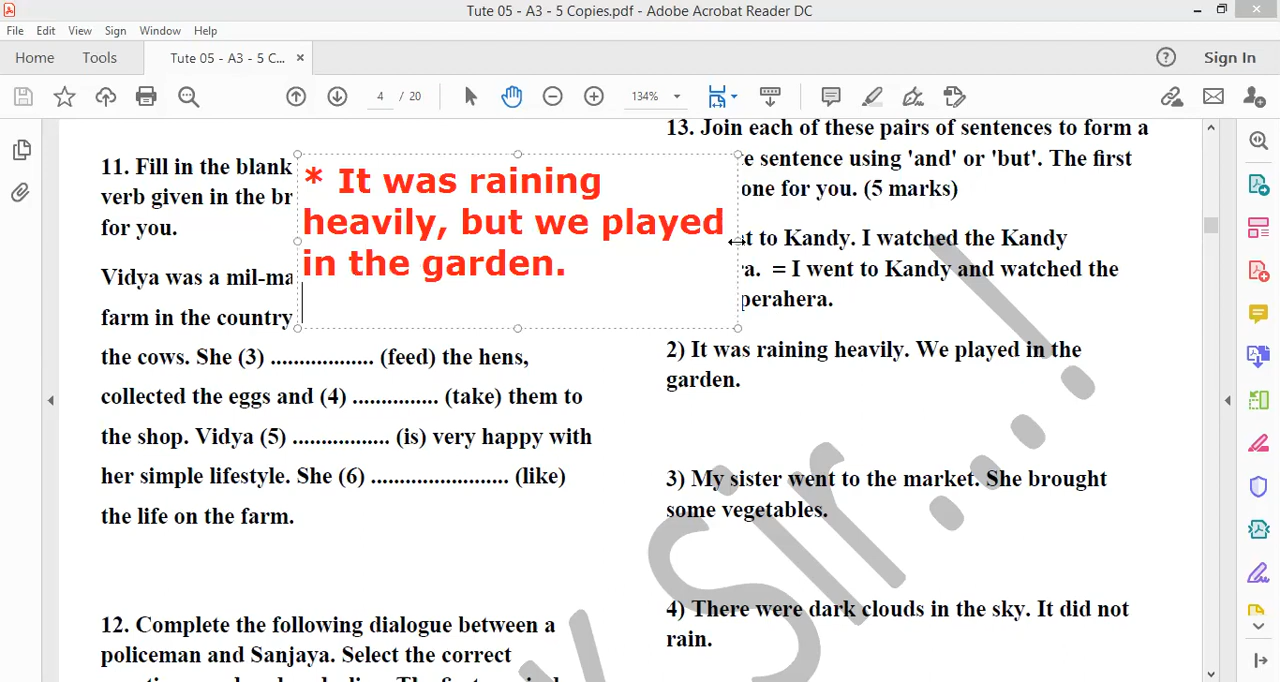 Tute 05 - A3 - 5 Copies.pdf - Adobe Acrobat Reader DC
File Edit View Sign Window Help
Home Tools Tute 05 - A3 - 5 C... × Sign In
4 / 20 134%
11. Fill in the blank
verb given in the br
for you.
Vidya was a mil-ma
farm in the country
the cows. She (3) .................. (feed) the hens,
collected the eggs and (4) ............... (take) them to
the shop. Vidya (5) ................. (is) very happy with
her simple lifestyle. She (6) ........................ (like)
the life on the farm.
12. Complete the following dialogue between a
policeman and Sanjaya. Select the correct
* It was raining
heavily, but we played
in the garden.
13. Join each of these pairs of sentences to form a
e sentence using 'and' or 'but'. The first
one for you. (5 marks)
t to Kandy. I watched the Kandy
ra. = I went to Kandy and watched the
perahera.
2) It was raining heavily. We played in the
garden.
3) My sister went to the market. She brought
some vegetables.
4) There were dark clouds in the sky. It did not
rain.
Sir...!